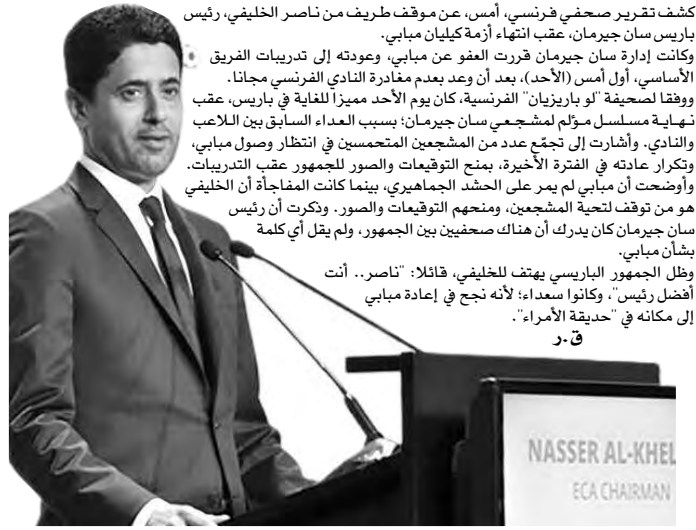 كشف تقرير صحفي فرنسي، أمس، عن موقف طريف من ناصر الخليفي، رئيس
باريس سان جيرمان، عقب انتهاء أزمة كيليان مبابي.
وكانت إدارة سان جيرمان قررت العفو عن مبابي، وعودته إلى تدريبات الفريق
الأساسي، أول أمس (الأحد)، بعد أن وعد بعدم مغادرة النادي الفرنسي مجانا.
ووفقا لصحيفة "لو باريزيان" الفرنسية، كان يوم الأحد مميزا للغاية في باريس، عقب
نهاية مسلسل مؤلم لمشجعي سان جيرمان؛ بسبب العداء السابق بين اللاعب
والنادي. وأشارت إلى تجمّع عدد من المشجعين المتحمسين في انتظار وصول مبابي،
وتكرار عادته في الفترة الأخيرة، بمنح التوقيعات والصور للجمهور عقب التدريبات.
وأوضحت أن مبابي لم يمر على الحشد الجماهيري، بينما كانت المفاجأة أن الخليفي
هو من توقف لتحية المشجعين، ومنحهم التوقيعات والصور. وذكرت أن رئيس
سان جيرمان كان يدرك أن هناك صحفيين بين الجمهور، ولم يقل أي كلمة
بشأن مبابي.
وظل الجمهور الباريسي يهتف للخليفي، قائلا: "ناصر.. أنت
أفضل رئيس"، وكانوا سعداء؛ لأنه نجح في إعادة مبابي
إلى مكانه في "حديقة الأمراء".
ق.ر
NASSER AL-KHEL
ECA CHAIRMAN